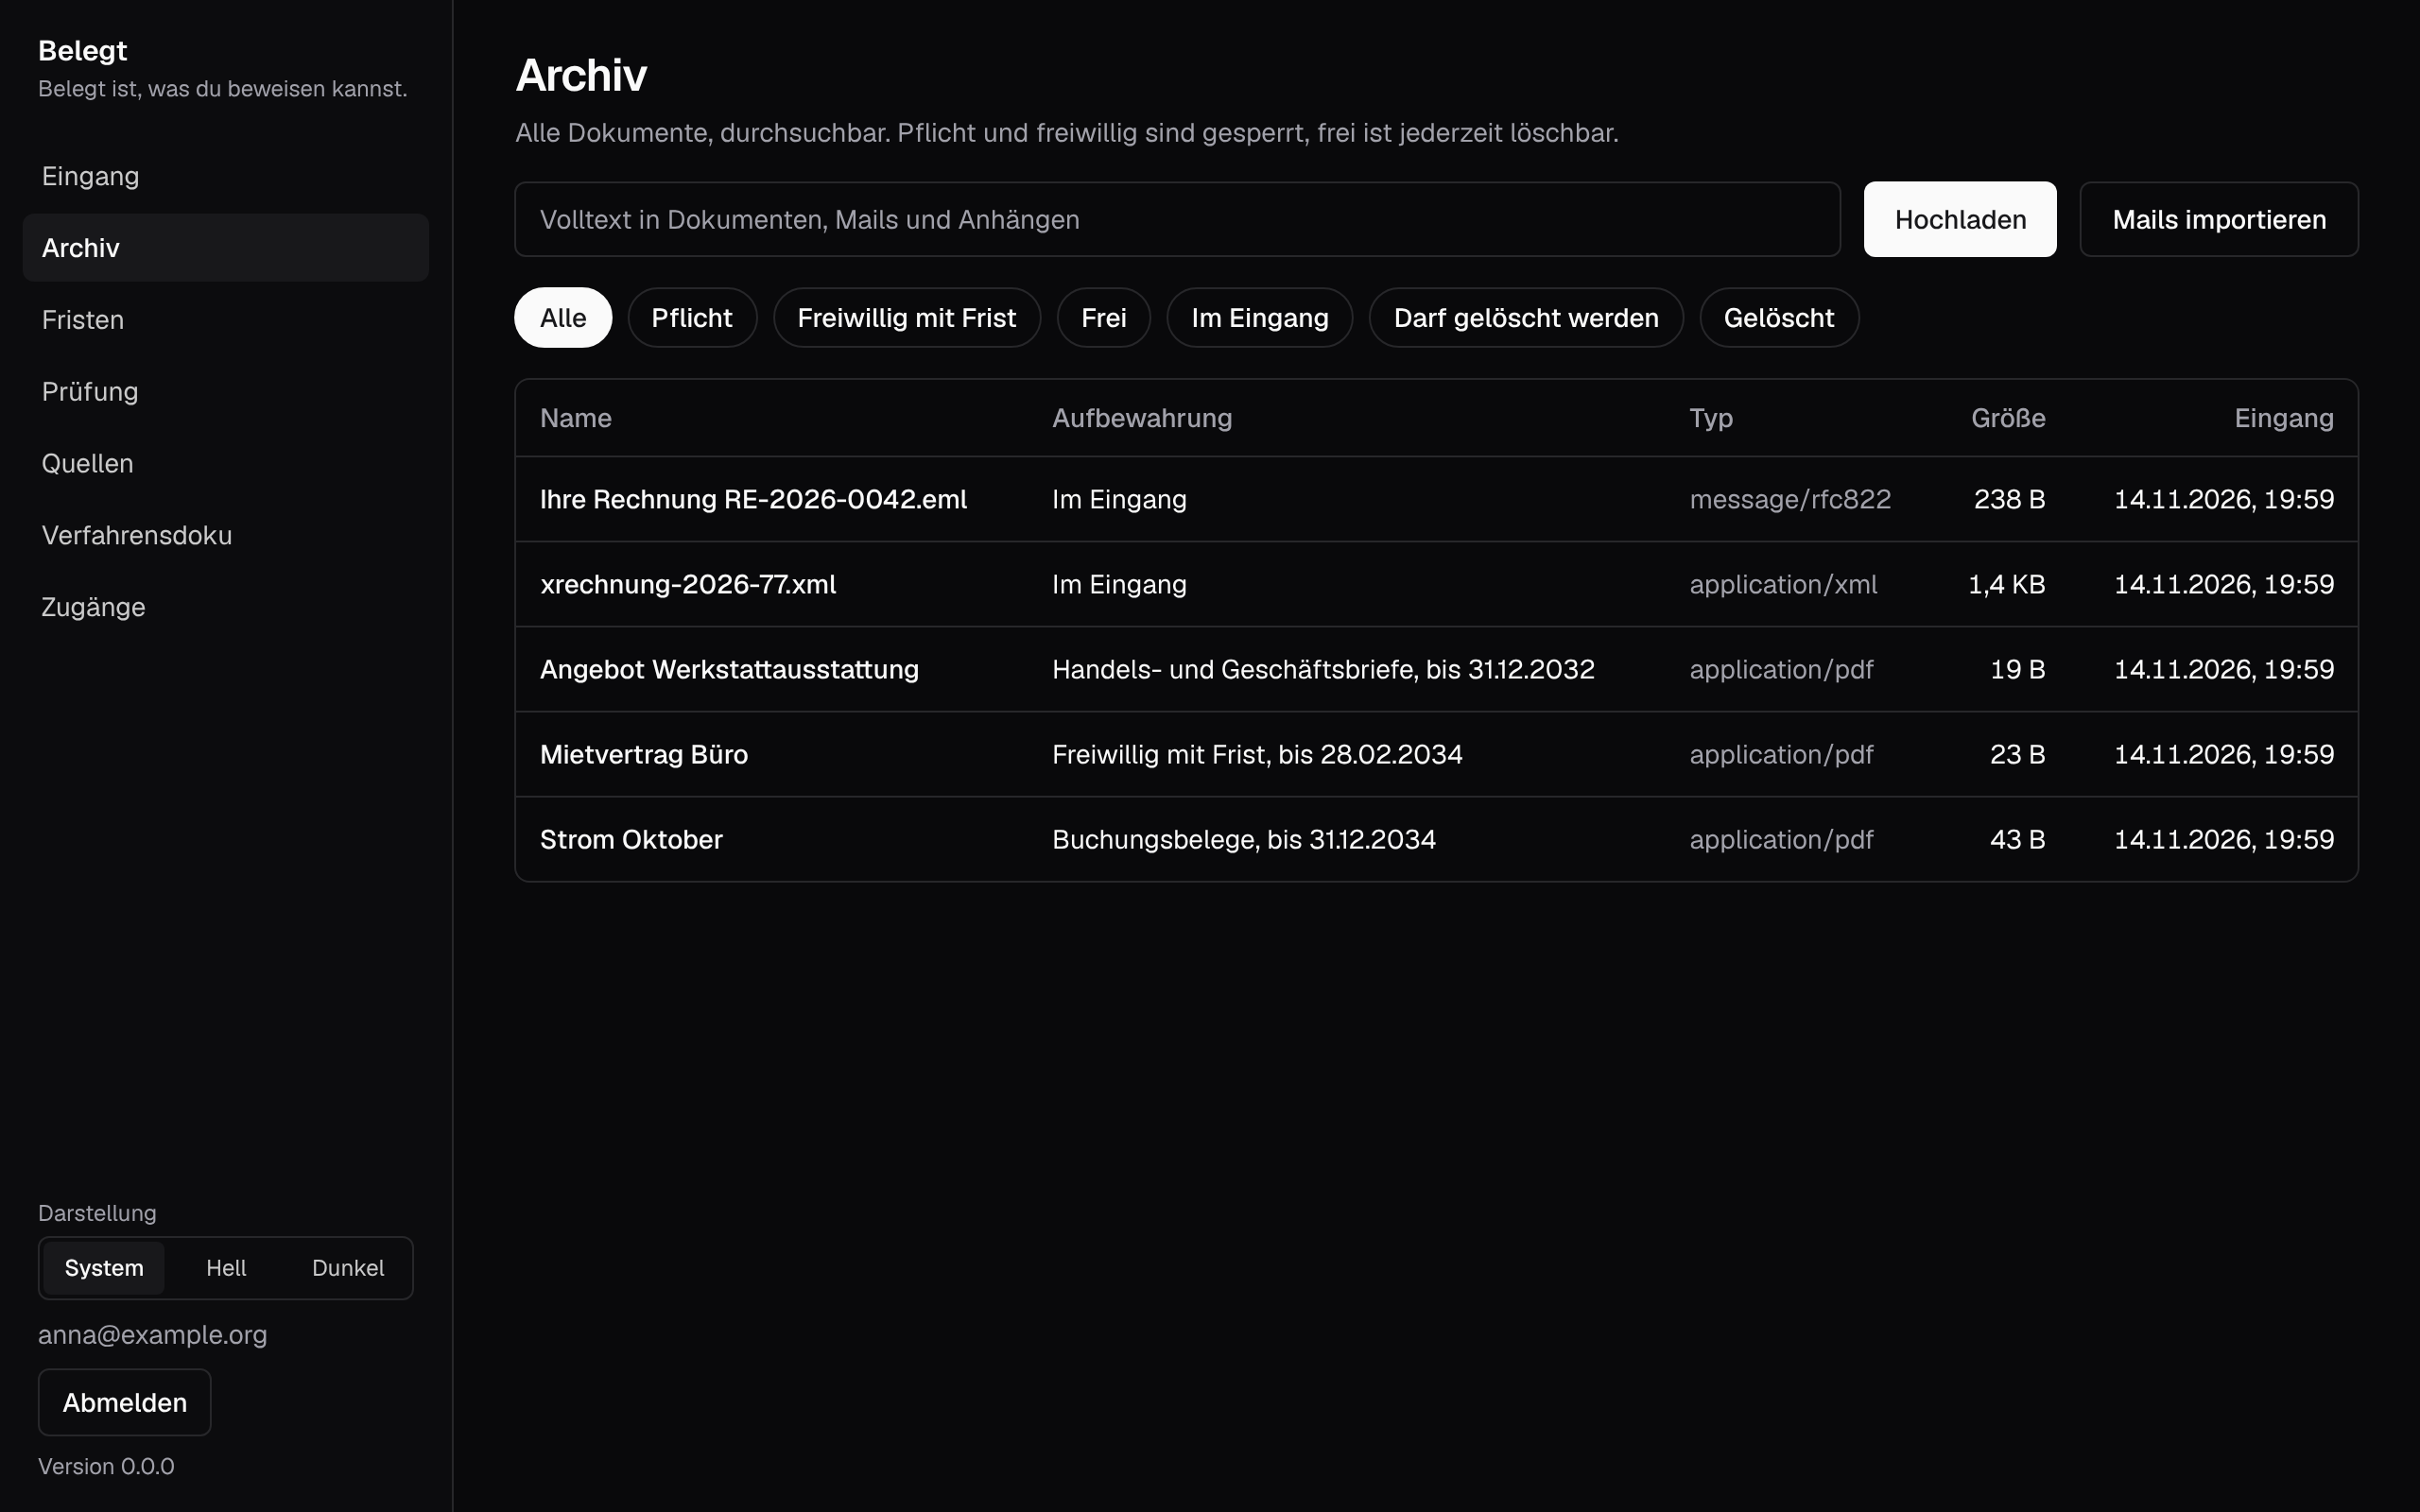 Belegt
Belegt ist, was du beweisen kannst.
Eingang
Archiv
Fristen
Prüfung
Quellen
Verfahrensdoku
Zugänge
Darstellung
System Hell Dunkel
anna@example.org
Abmelden
Version 0.0.0
Archiv
Alle Dokumente, durchsuchbar. Pflicht und freiwillig sind gesperrt, frei ist jederzeit löschbar.
Volltext in Dokumenten, Mails und Anhängen Hochladen Mails importieren
Alle Pflicht Freiwillig mit Frist Frei Im Eingang Darf gelöscht werden Gelöscht
Name Aufbewahrung Typ Größe Eingang
Ihre Rechnung RE-2026-0042.eml Im Eingang message/rfc822 238 B 14.11.2026, 19:59
xrechnung-2026-77.xml Im Eingang application/xml 1,4 KB 14.11.2026, 19:59
Angebot Werkstattausstattung Handels- und Geschäftsbriefe, bis 31.12.2032 application/pdf 19 B 14.11.2026, 19:59
Mietvertrag Büro Freiwillig mit Frist, bis 28.02.2034 application/pdf 23 B 14.11.2026, 19:59
Strom Oktober Buchungsbelege, bis 31.12.2034 application/pdf 43 B 14.11.2026, 19:59